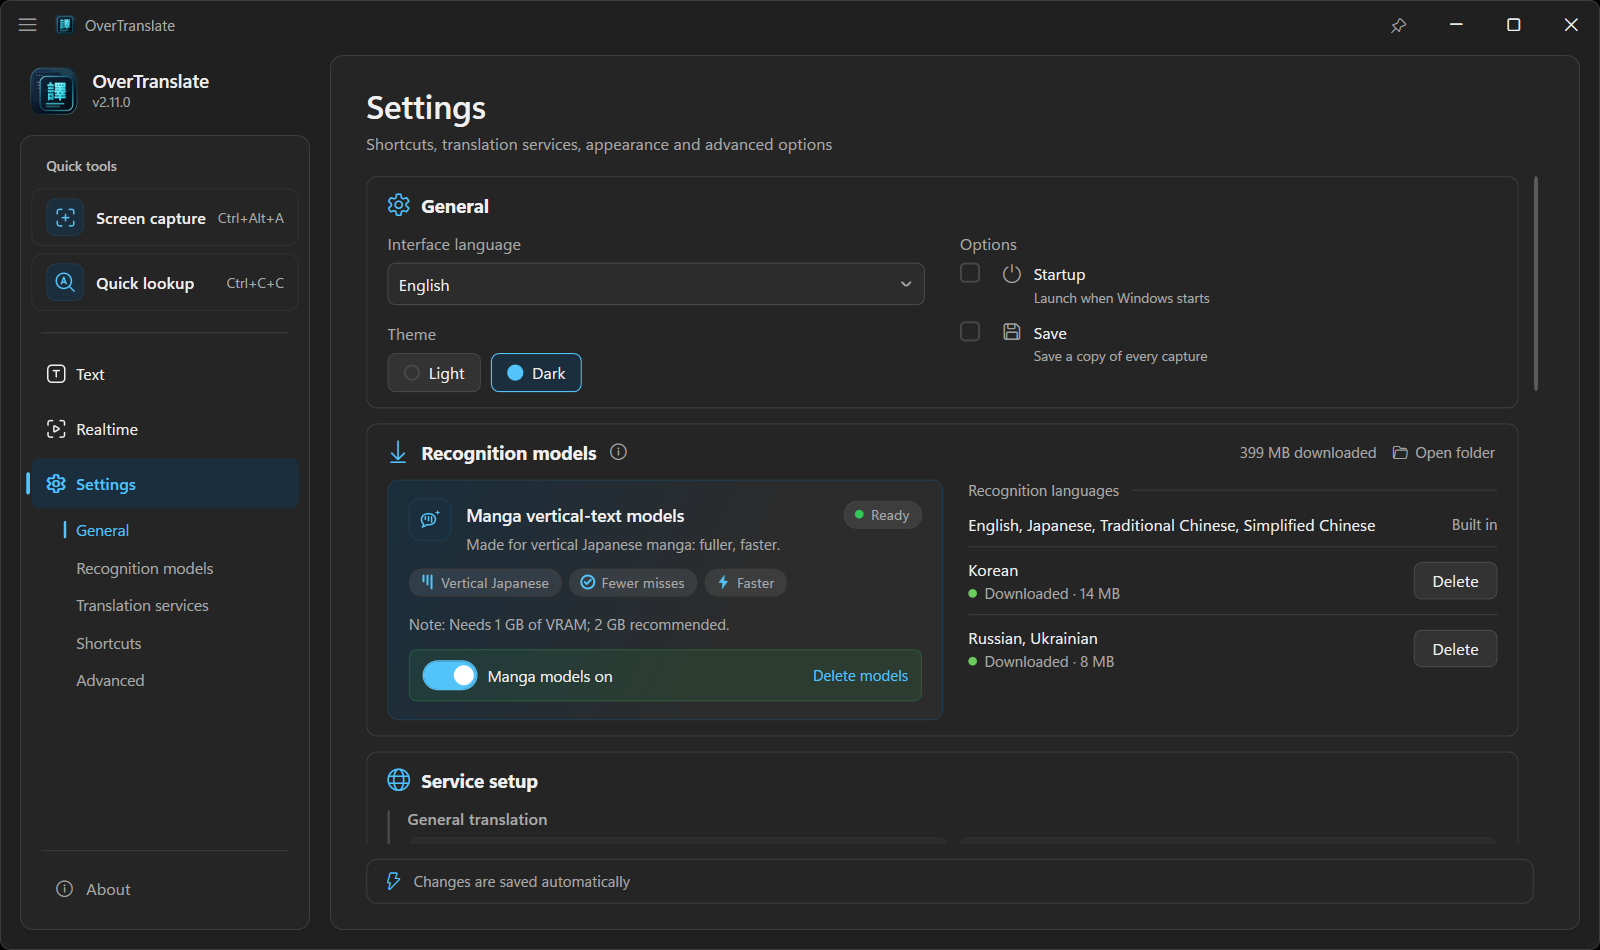 OverTranslate
譯
OverTranslate
v2.11.0
Quick tools
Screen capture Ctrl+Alt+A
Quick lookup Ctrl+C+C
Text
Realtime
Settings
General
Recognition models
Translation services
Shortcuts
Advanced
About
Settings
Shortcuts, translation services, appearance and advanced options
General
Interface language
English
Theme
Light
Dark
Options
Startup
Launch when Windows starts
Save
Save a copy of every capture
Recognition models
399 MB downloaded
Open folder
Manga vertical-text models
Ready
Made for vertical Japanese manga: fuller, faster.
Vertical Japanese
Fewer misses
Faster
Note: Needs 1 GB of VRAM; 2 GB recommended.
Manga models on
Delete models
Recognition languages
English, Japanese, Traditional Chinese, Simplified Chinese
Built in
Korean
Downloaded · 14 MB
Delete
Russian, Ukrainian
Downloaded · 8 MB
Delete
Service setup
General translation
Changes are saved automatically